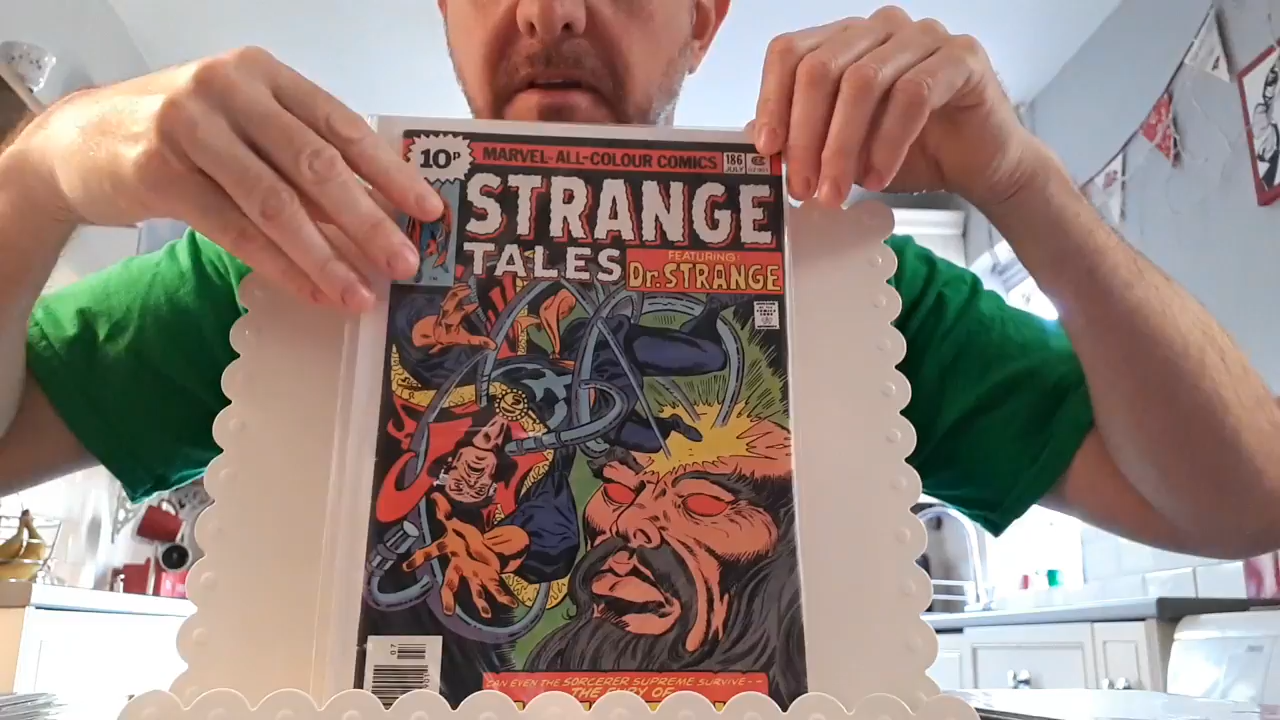 10P
MARVEL-ALL-COLOUR COMICS
186
JULY
STRANGE
TALES
FEATURING!
Dr. STRANGE
07
CAN EVEN THE SORCERER SUPREME SURVIVE--
THE FURY OF